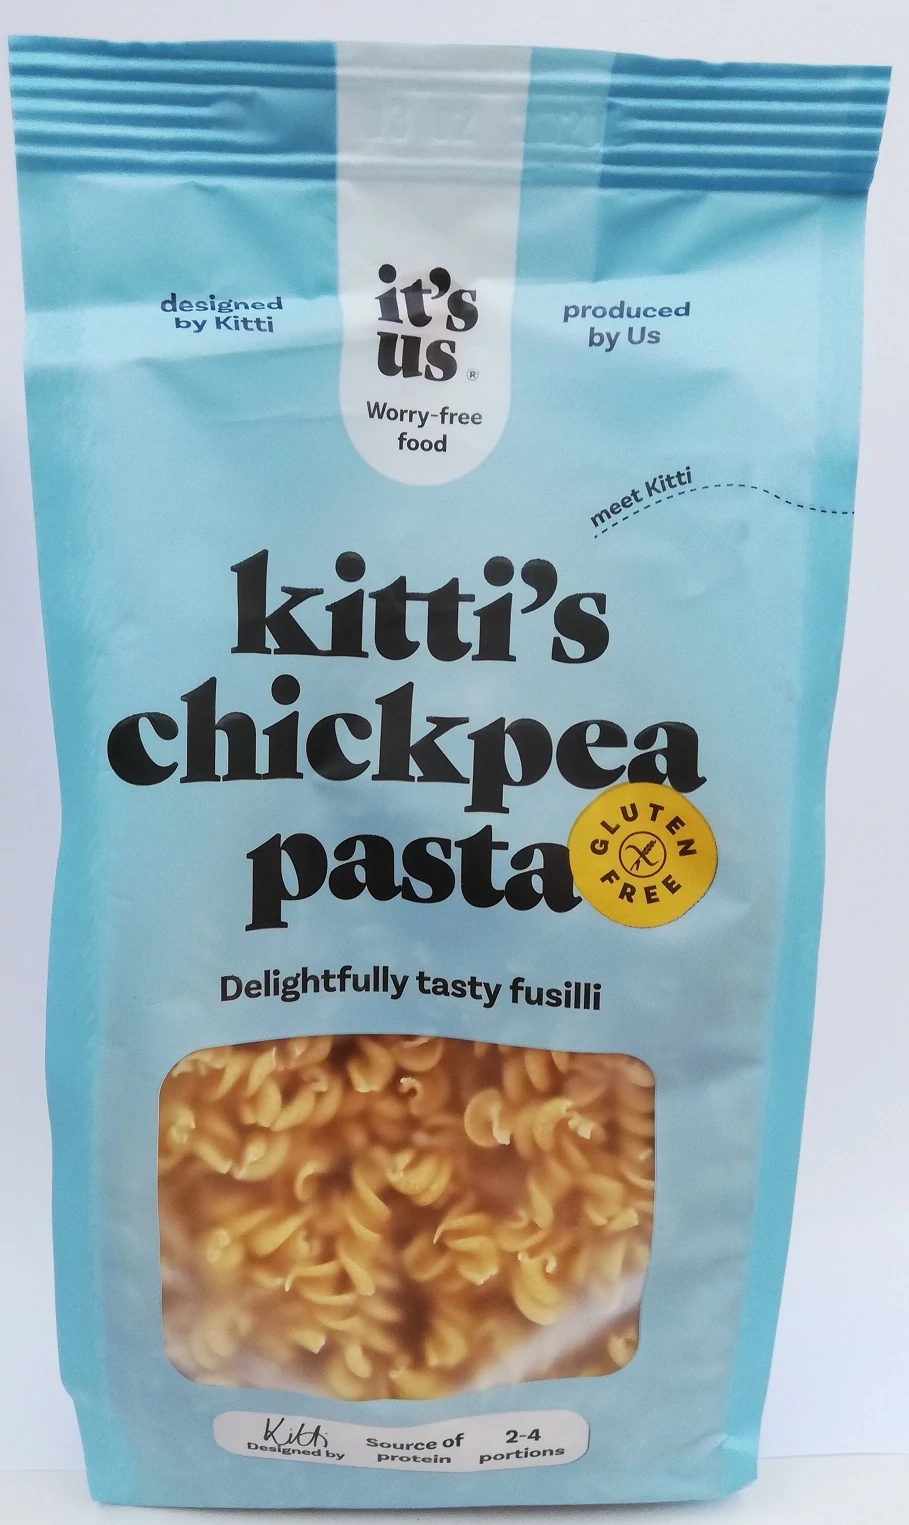 it's
us ®
Worry-free
food
designed
by Kitti
produced
by Us
meet Kitti
kitti's
chickpea
pasta
GLUTEN
FREE
Delightfully tasty fusilli
Kitti
Designed by
Source of
protein
2-4
portions